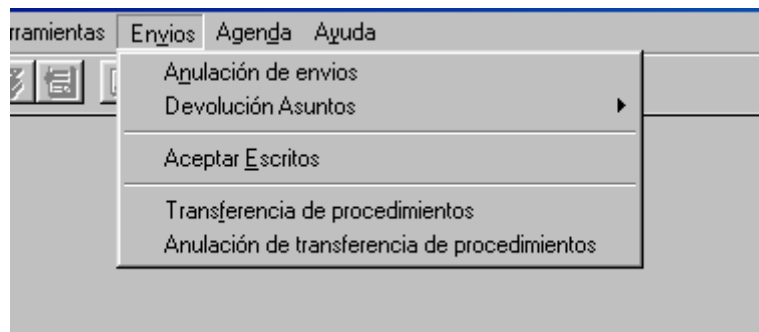 rramientas Envios Agenda Ayuda
Anulación de envios
Devolución Asuntos
Aceptar Escritos
Transferencia de procedimientos
Anulación de transferencia de procedimientos